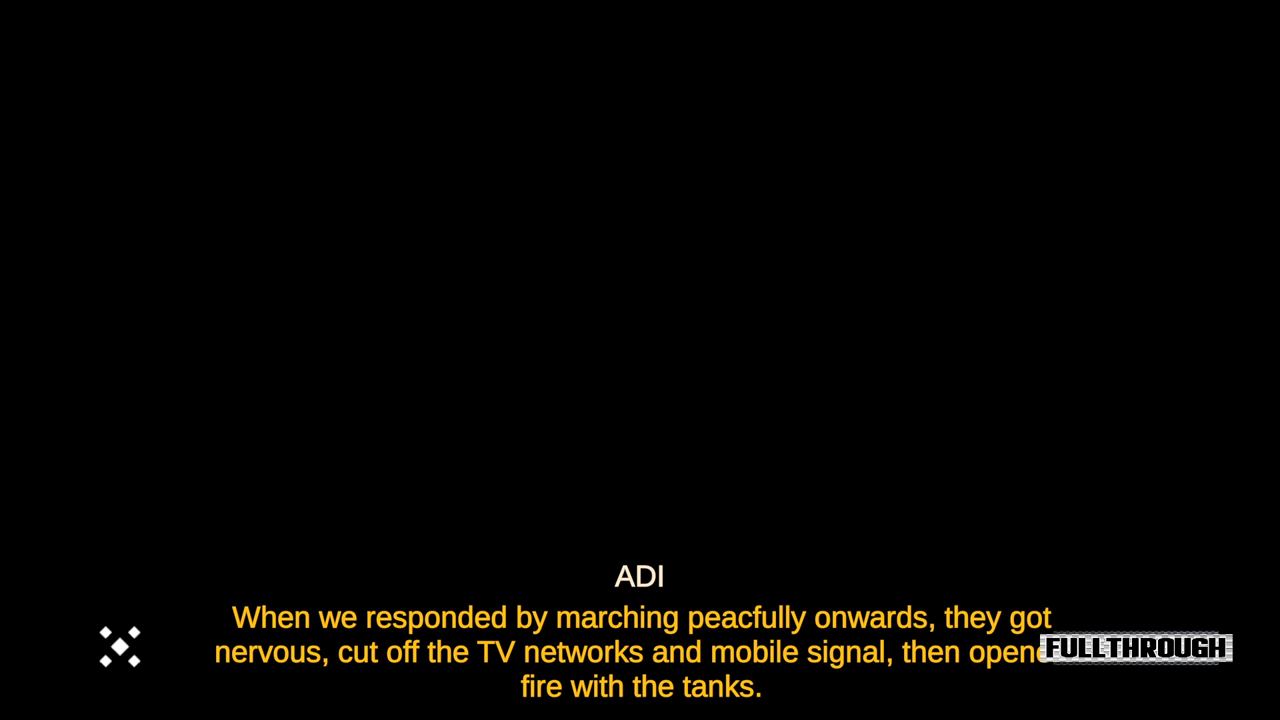 ADI
When we responded by marching peacfully onwards, they got
nervous, cut off the TV networks and mobile signal, then opene
FULLTHROUGH
fire with the tanks.